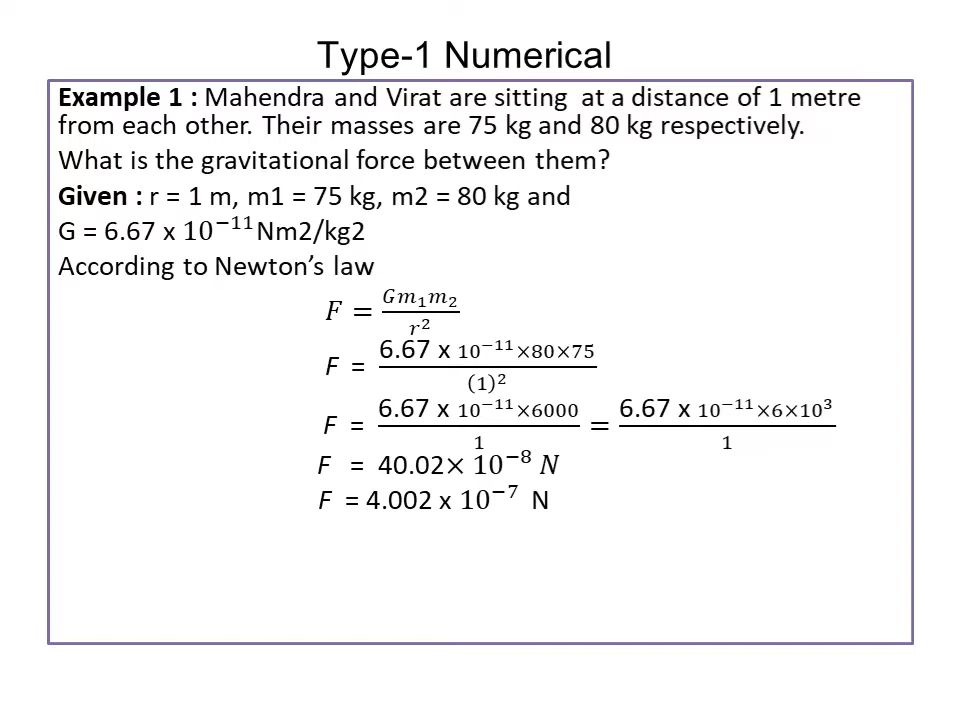 Type-1 Numerical
Example 1 : Mahendra and Virat are sitting at a distance of 1 metre
from each other. Their masses are 75 kg and 80 kg respectively.
What is the gravitational force between them?
Given : r = 1 m, m1 = 75 kg, m2 = 80 kg and
G = 6.67 x 10⁻¹¹ Nm2/kg2
According to Newton’s law
F = Gm₁m₂ / r²
F = 6.67 x 10⁻¹¹×80×75 / (1)²
F = 6.67 x 10⁻¹¹×6000 / 1 = 6.67 x 10⁻¹¹×6×10³ / 1
F = 40.02× 10⁻⁸ N
F = 4.002 x 10⁻⁷ N